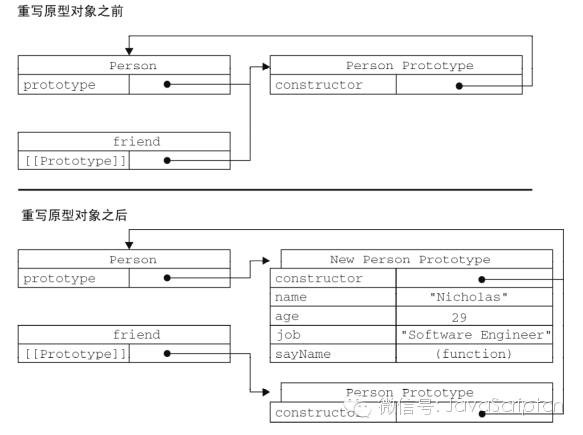 重写原型对象之前
Person
prototype
Person Prototype
constructor
friend
[[Prototype]]
重写原型对象之后
Person
prototype
New Person Prototype
constructor
name "Nicholas"
age 29
job "Software Engineer"
sayName (function)
friend
[[Prototype]]
Person Prototype
constructor
微信号: JavaScriptcn